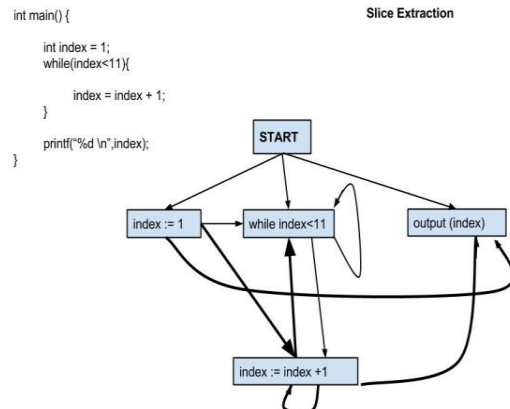 Slice Extraction
int main() {
int index = 1;
while(index<11){
index = index + 1;
}
printf("%d \n",index);
}
START
index := 1
while index<11
output (index)
index := index +1